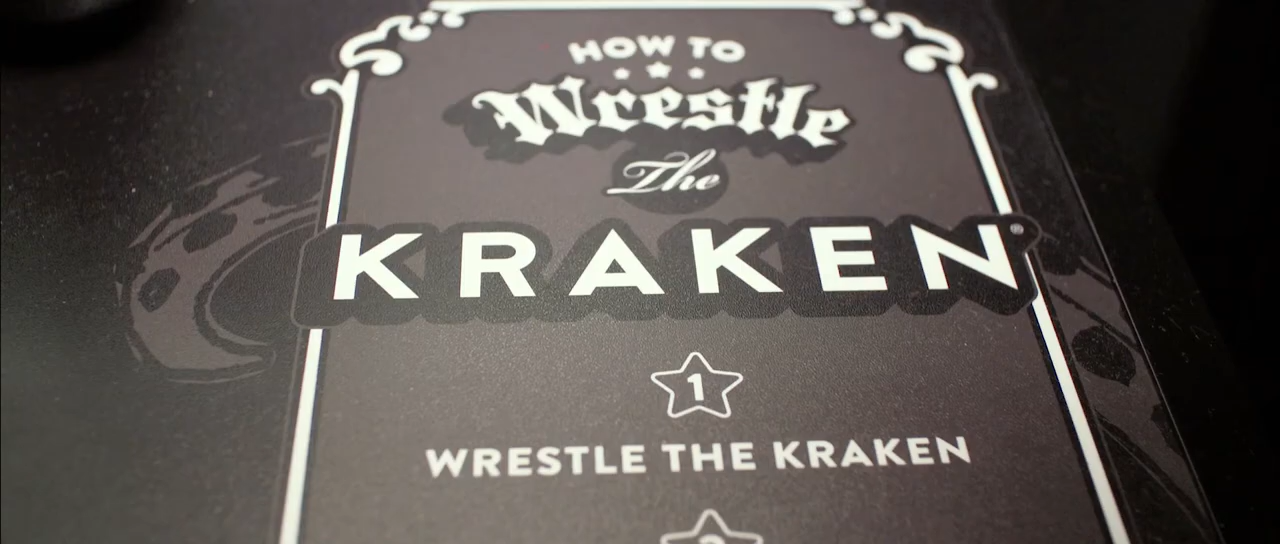 HOW TO
Wrestle
The
KRAKEN®
1
WRESTLE THE KRAKEN